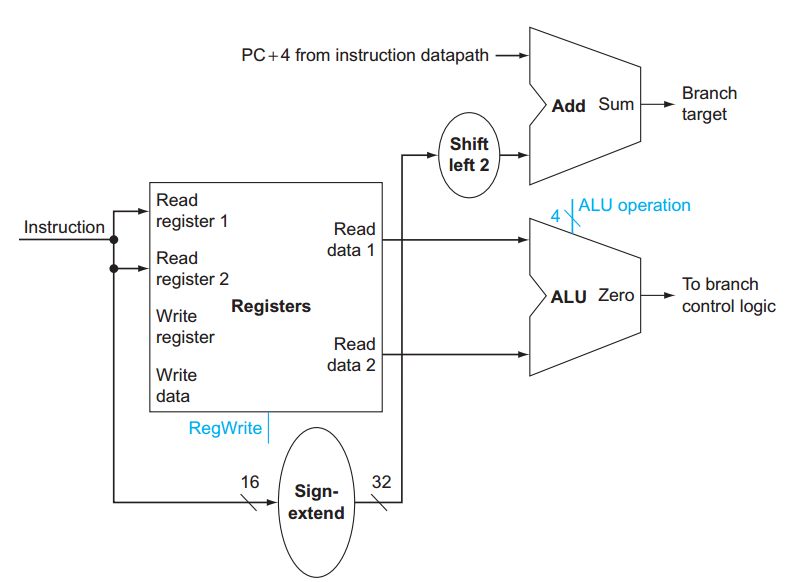 PC+4 from instruction datapath
Add Sum
Branch
target
Shift
left 2
4
ALU operation
Instruction
Read
register 1
Read
register 2
Write
register
Write
data
Registers
Read
data 1
Read
data 2
ALU Zero
To branch
control logic
RegWrite
16
Sign-
extend
32